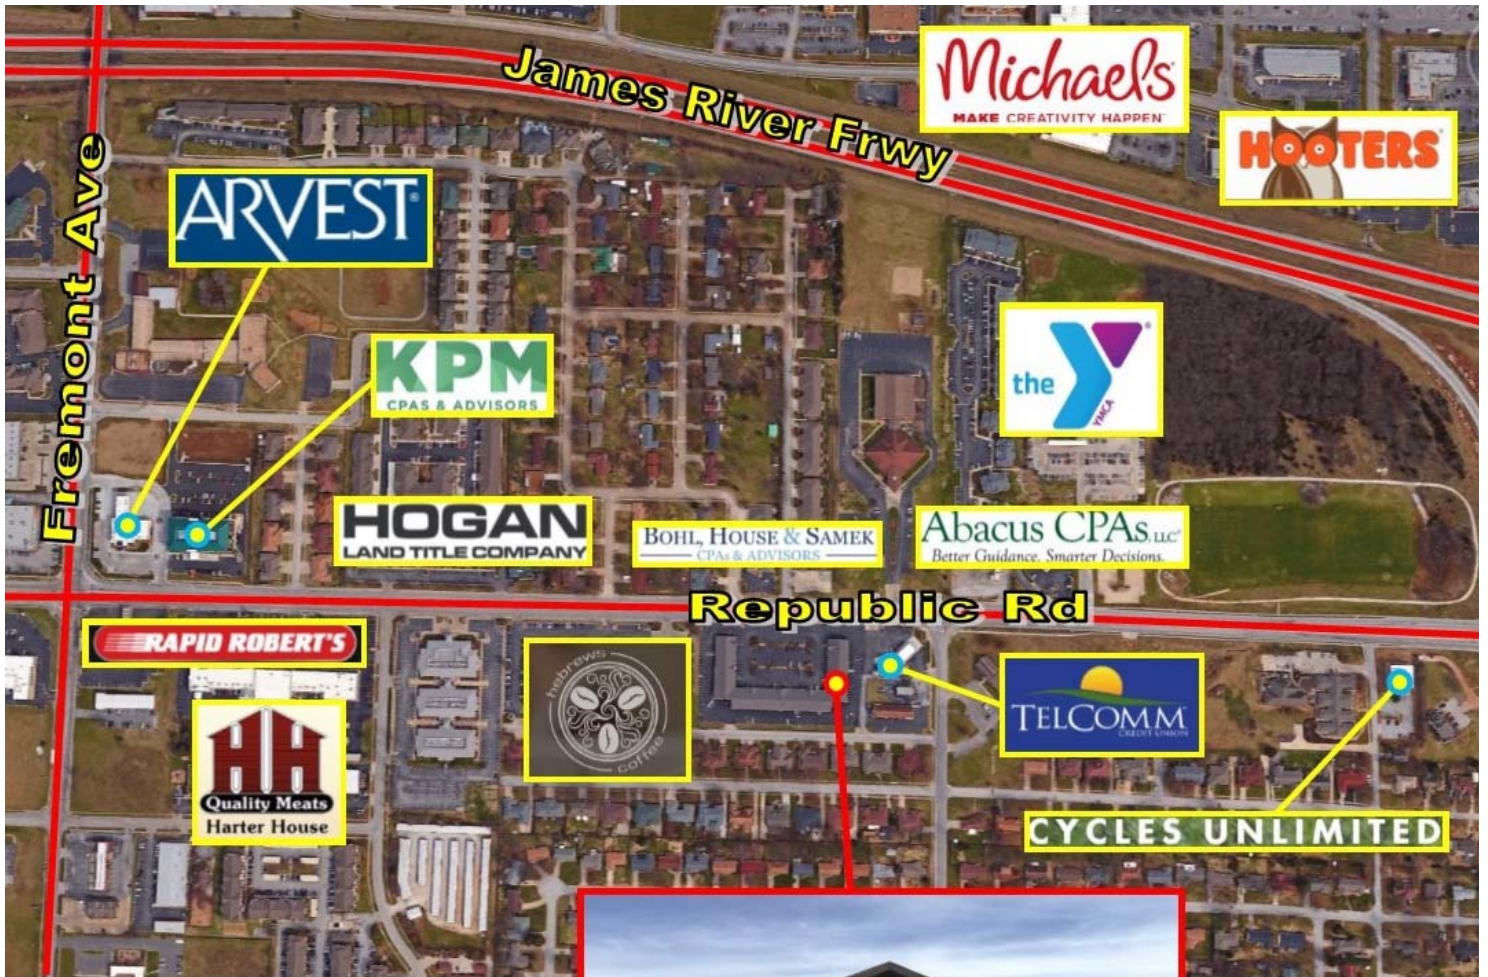 James River Frwy
Michaels
MAKE CREATIVITY HAPPEN
HOOTERS
Fremont Ave
ARVEST
KPM
CPAS & ADVISORS
the
YMCA
HOGAN
LAND TITLE COMPANY
BOHL, HOUSE & SAMEK
CPAs & ADVISORS
Abacus CPAs, LLC
Better Guidance. Smarter Decisions.
Republic Rd
RAPID ROBERT'S
hebrews
coffee
TELCOMM
CREDIT UNION
HH
Quality Meats
Harter House
CYCLES UNLIMITED